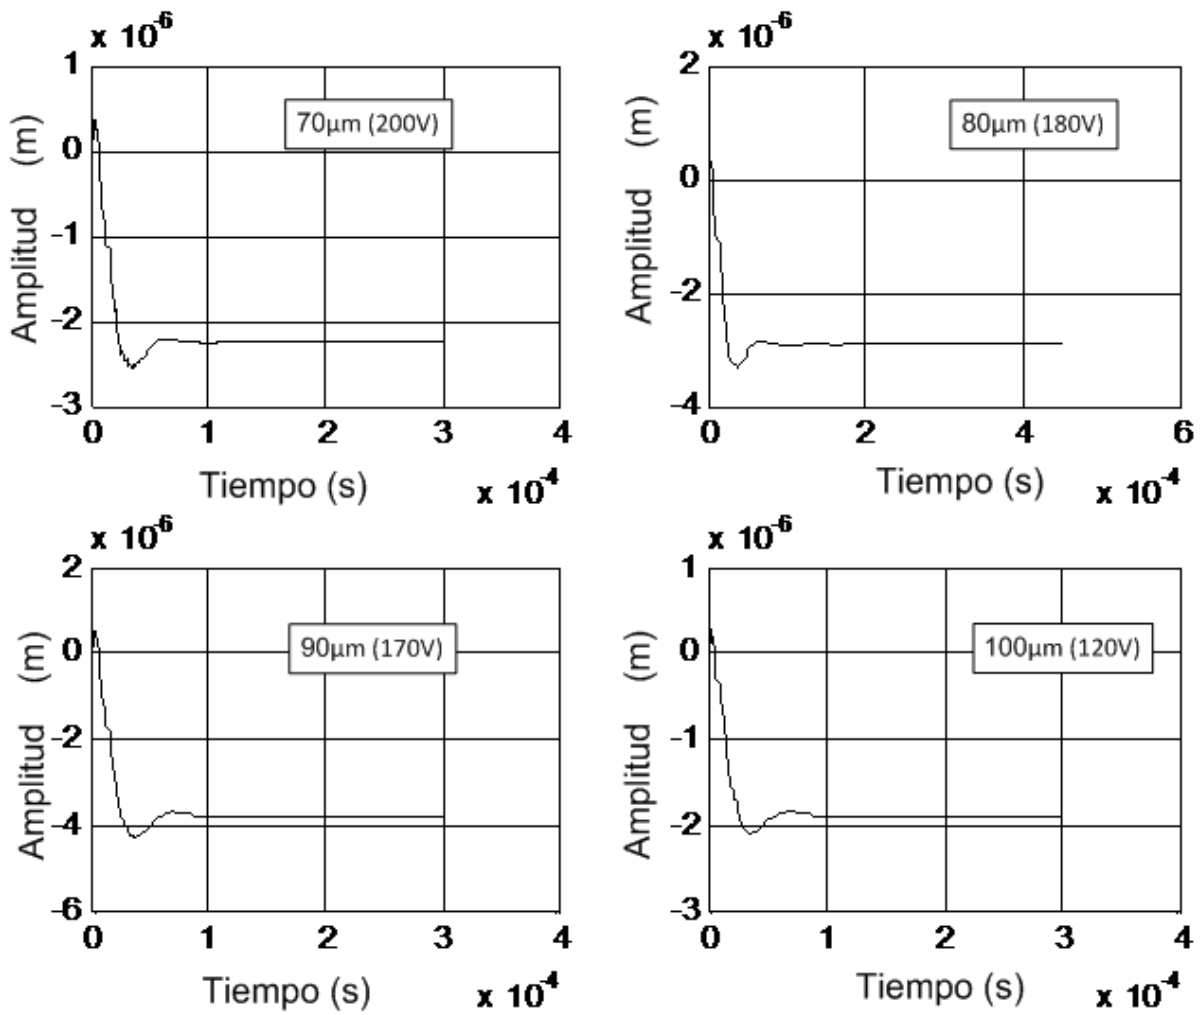 x 10-6
1
0
-1
-2
-3
70µm (200V)
Amplitud (m)
0 1 2 3 4
Tiempo (s)
x 10-4
x 10-6
2
0
-2
-4
80µm (180V)
Amplitud (m)
0 2 4 6
Tiempo (s)
x 10-4
x 10-6
2
0
-2
-4
-6
90µm (170V)
Amplitud (m)
0 1 2 3 4
Tiempo (s)
x 10-4
x 10-6
1
0
-1
-2
-3
100µm (120V)
Amplitud (m)
0 1 2 3 4
Tiempo (s)
x 10-4